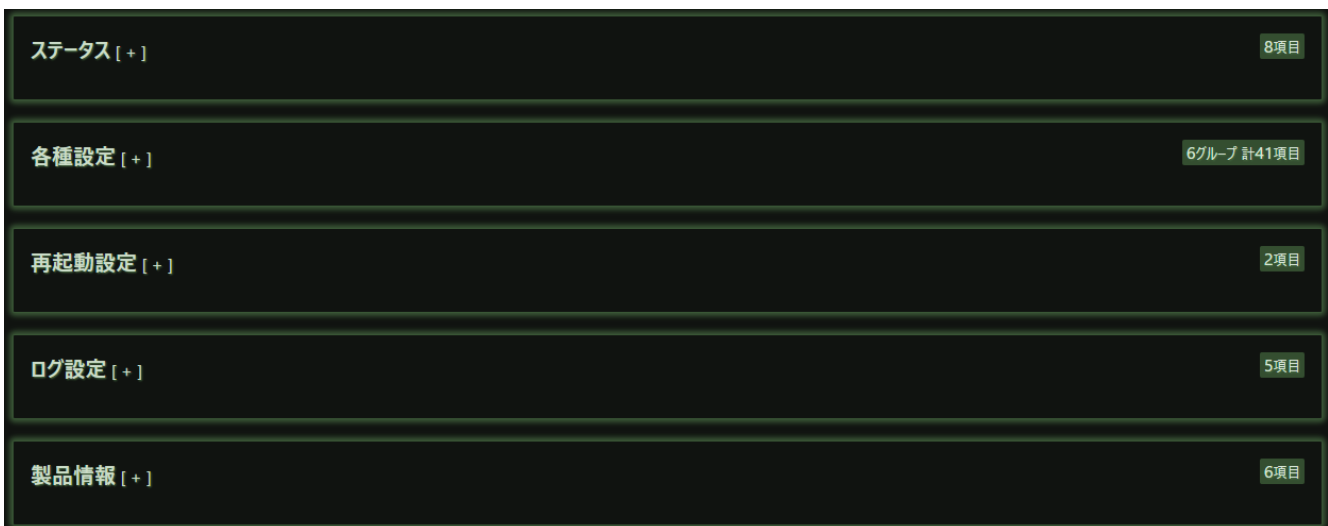 ステータス [ + ] 8項目
各種設定 [ + ] 6グループ 計41項目
再起動設定 [ + ] 2項目
ログ設定 [ + ] 5項目
製品情報 [ + ] 6項目